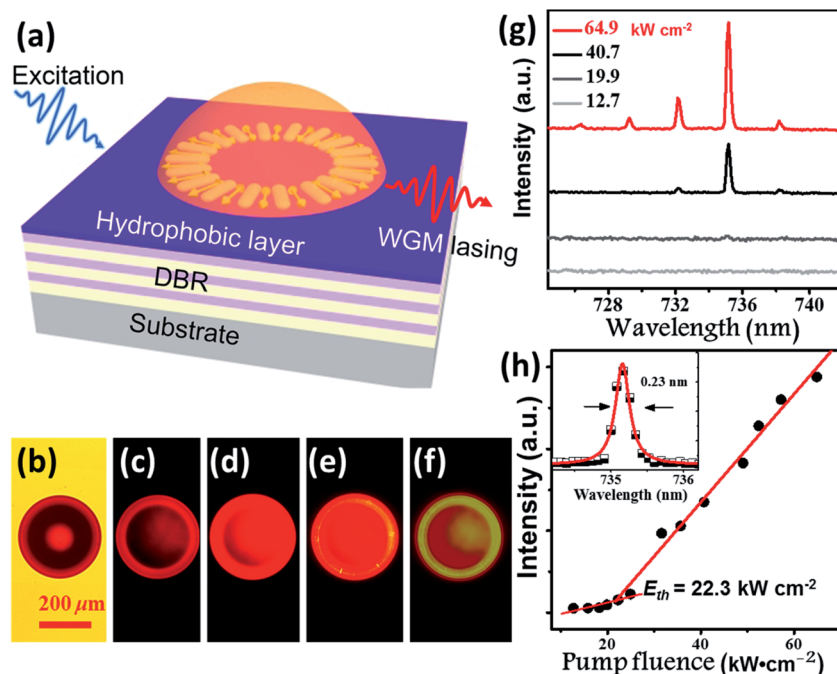 (a)
Excitation
Hydrophobic layer
WGM lasing
DBR
Substrate
(b)
200 μm
(c)
(d)
(e)
(f)
(g)
64.9 kW cm⁻²
40.7
19.9
12.7
Intensity (a.u.)
728 732 736 740
Wavelength (nm)
(h)
0.23 nm
735 736
Wavelength (nm)
Intensity (a.u.)
E_th = 22.3 kW cm⁻²
20 40 60
Pump fluence (kW•cm⁻²)